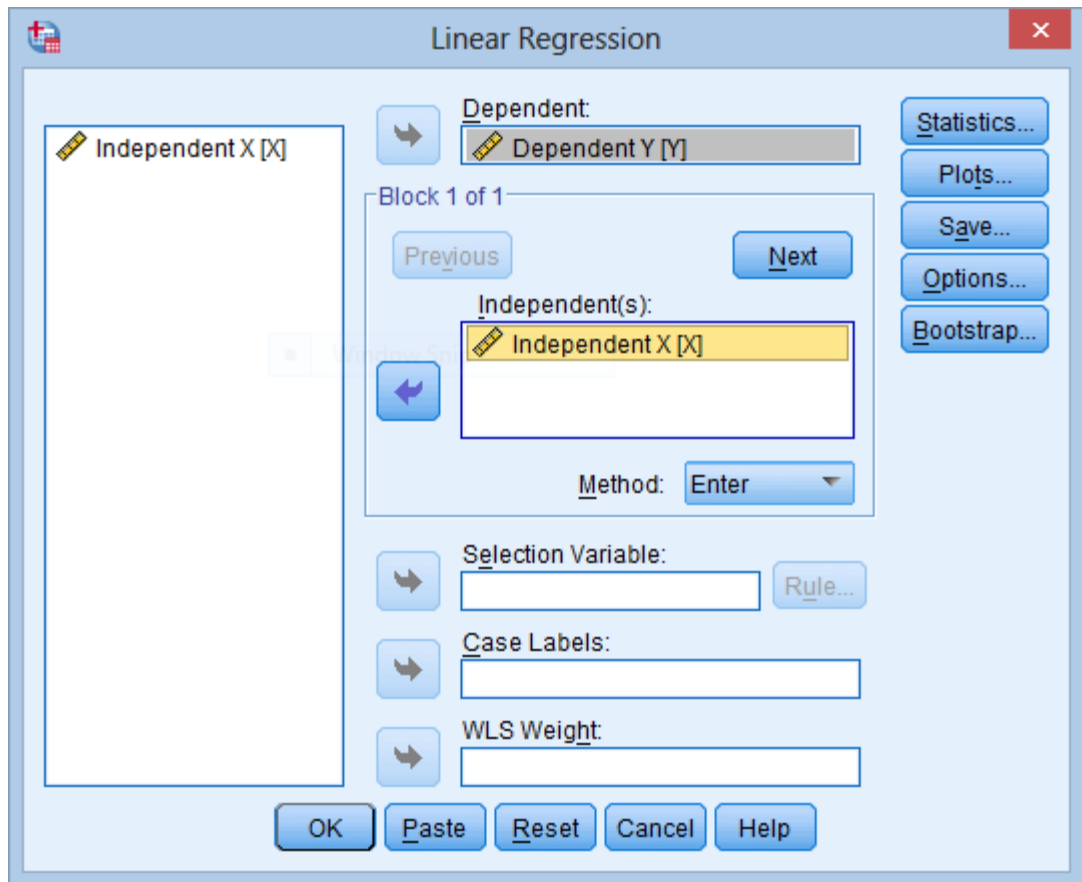 Linear Regression
Independent X [X]
Dependent:
Dependent Y [Y]
Block 1 of 1
Previous
Next
Independent(s):
Independent X [X]
Method: Enter
Selection Variable:
Rule...
Case Labels:
WLS Weight:
Statistics...
Plots...
Save...
Options...
Bootstrap...
OK Paste Reset Cancel Help